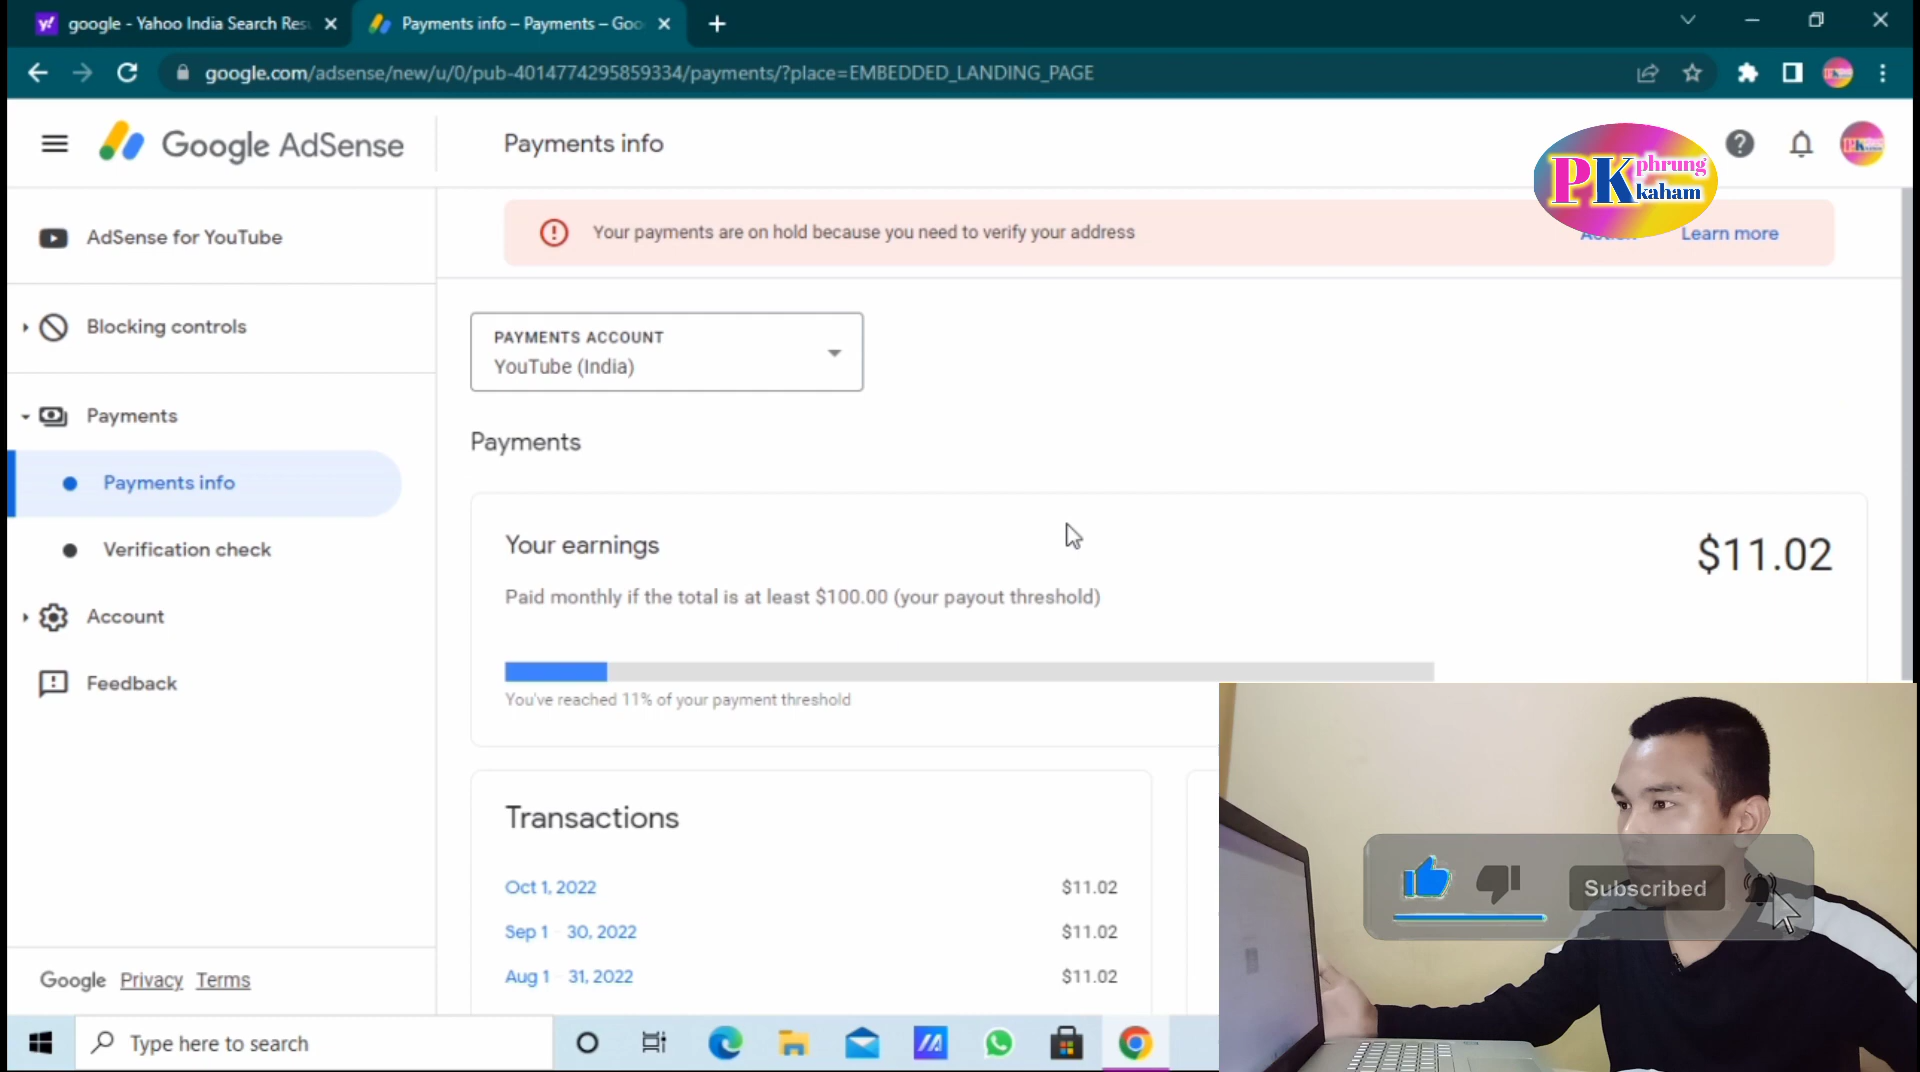 google - Yahoo India Search Res
Payments info – Payments – Goo
google.com/adsense/new/u/0/pub-4014774295859334/payments/?place=EMBEDDED_LANDING_PAGE
Google AdSense
Payments info
PK phrung
kaham
AdSense for YouTube
Your payments are on hold because you need to verify your address
Learn more
Blocking controls
PAYMENTS ACCOUNT
YouTube (India)
Payments
Payments
Payments info
Your earnings
$11.02
Verification check
Paid monthly if the total is at least $100.00 (your payout threshold)
Account
Feedback
You've reached 11% of your payment threshold
Transactions
Oct 1, 2022 $11.02
Sep 1 30, 2022 $11.02
Aug 1 31, 2022 $11.02
Subscribed
Google Privacy Terms
Type here to search